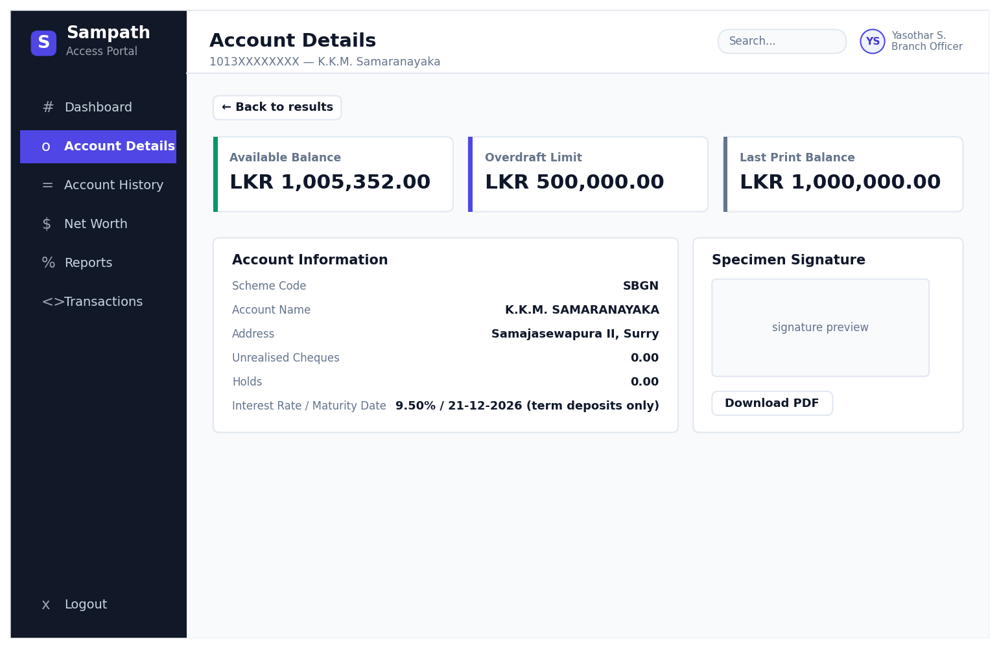 S
Sampath
Access Portal
# Dashboard
o Account Details
= Account History
$ Net Worth
% Reports
<> Transactions
x Logout
Account Details
1013XXXXXXXX — K.K.M. Samaranayaka
Search...
YS
Yasothar S.
Branch Officer
← Back to results
Available Balance
LKR 1,005,352.00
Overdraft Limit
LKR 500,000.00
Last Print Balance
LKR 1,000,000.00
Account Information
Scheme Code SBGN
Account Name K.K.M. SAMARANAYAKA
Address Samajasewapura II, Surry
Unrealised Cheques 0.00
Holds 0.00
Interest Rate / Maturity Date 9.50% / 21-12-2026 (term deposits only)
Specimen Signature
signature preview
Download PDF